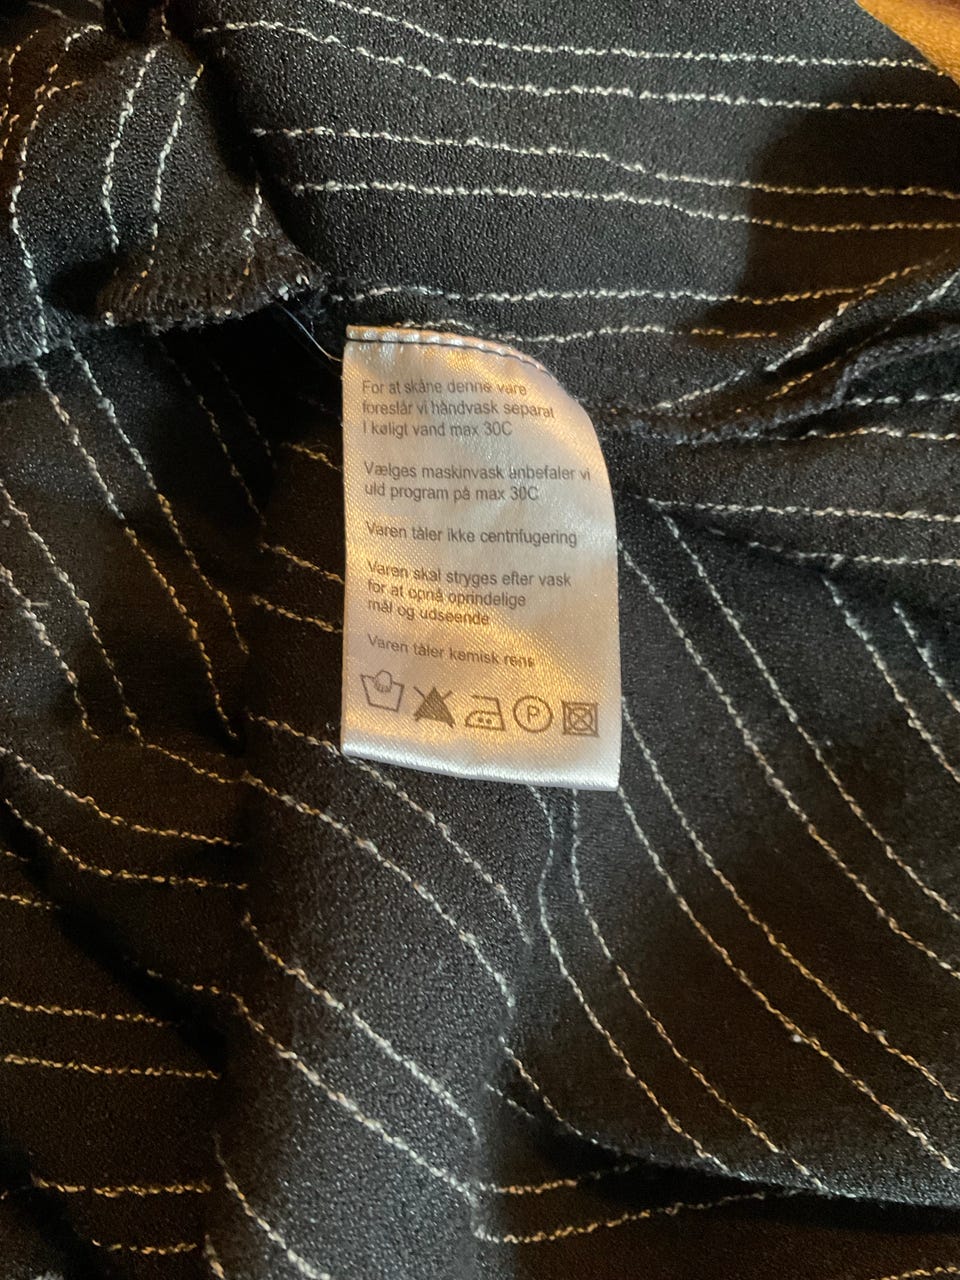 For at skåne denne vare
foreslår vi håndvask separat
I køligt vand max 30C
Vælges maskinvask anbefaler vi
uld program på max 30C
Varen tåler ikke centrifugering
Varen skal stryges efter vask
for at opnå oprindelige
mål og udseende
Varen tåler kemisk rens
P